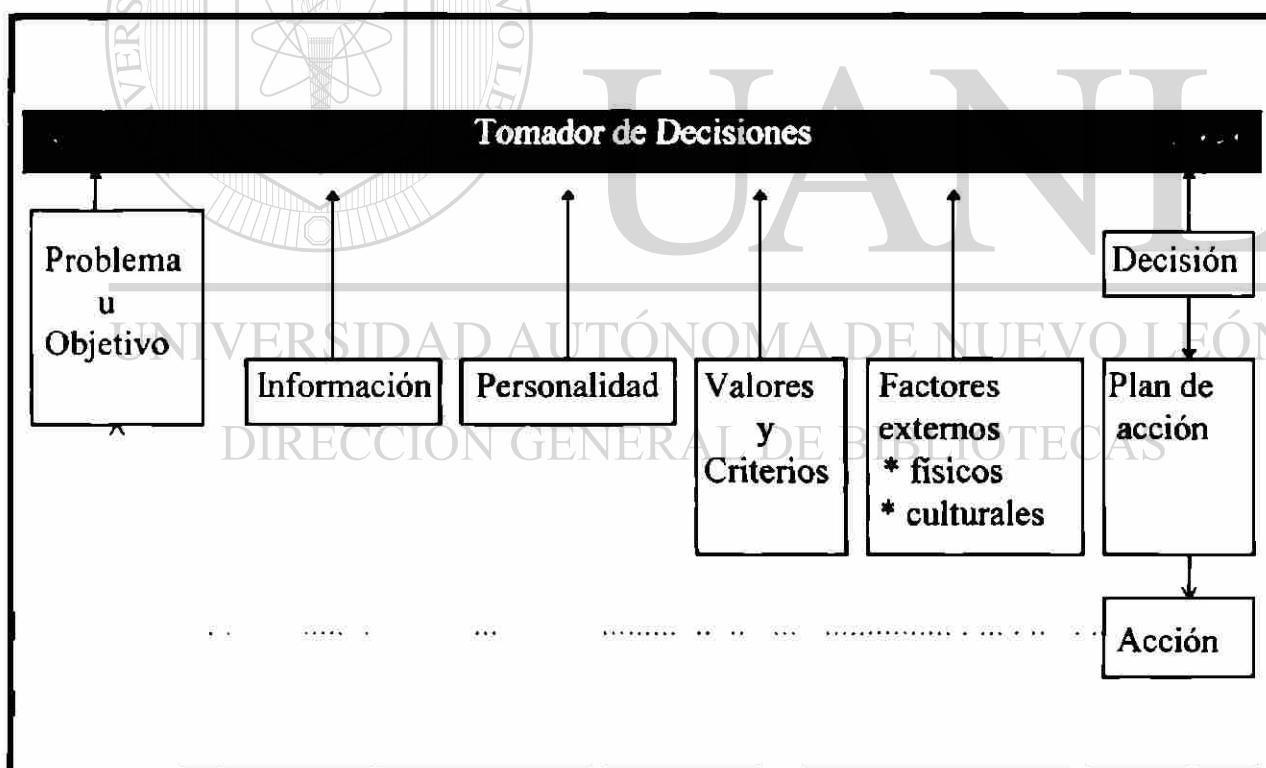 UANL
Tomador de Decisiones
Problema
u
Objetivo
Información
Personalidad
Valores
y
Criterios
Factores
externos
* físicos
* culturales
Decisión
Plan de
acción
Acción
UNIVERSIDAD AUTÓNOMA DE NUEVO LEÓN
DIRECCIÓN GENERAL DE BIBLIOTECAS